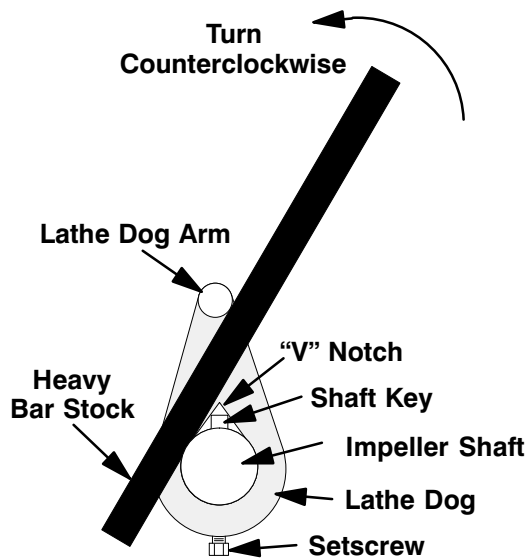 Turn
Counterclockwise
Lathe Dog Arm
“V” Notch
Heavy
Bar Stock
Shaft Key
Impeller Shaft
Lathe Dog
Setscrew